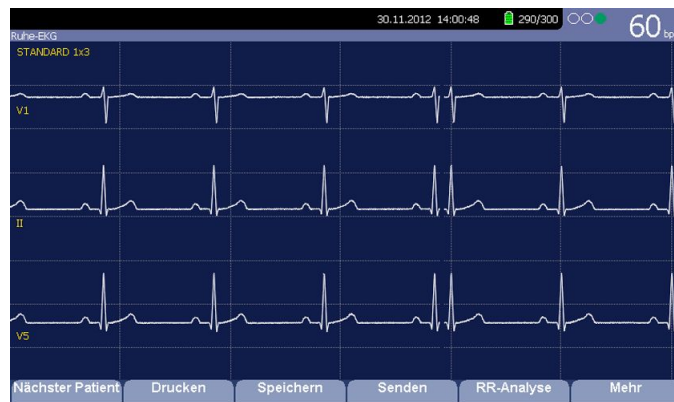 30.11.2012 14:00:48 290/300 60 bp
Ruhe-EKG
STANDARD 1x3
V1
II
V5
Nächster Patient Drucken Speichern Senden RR-Analyse Mehr